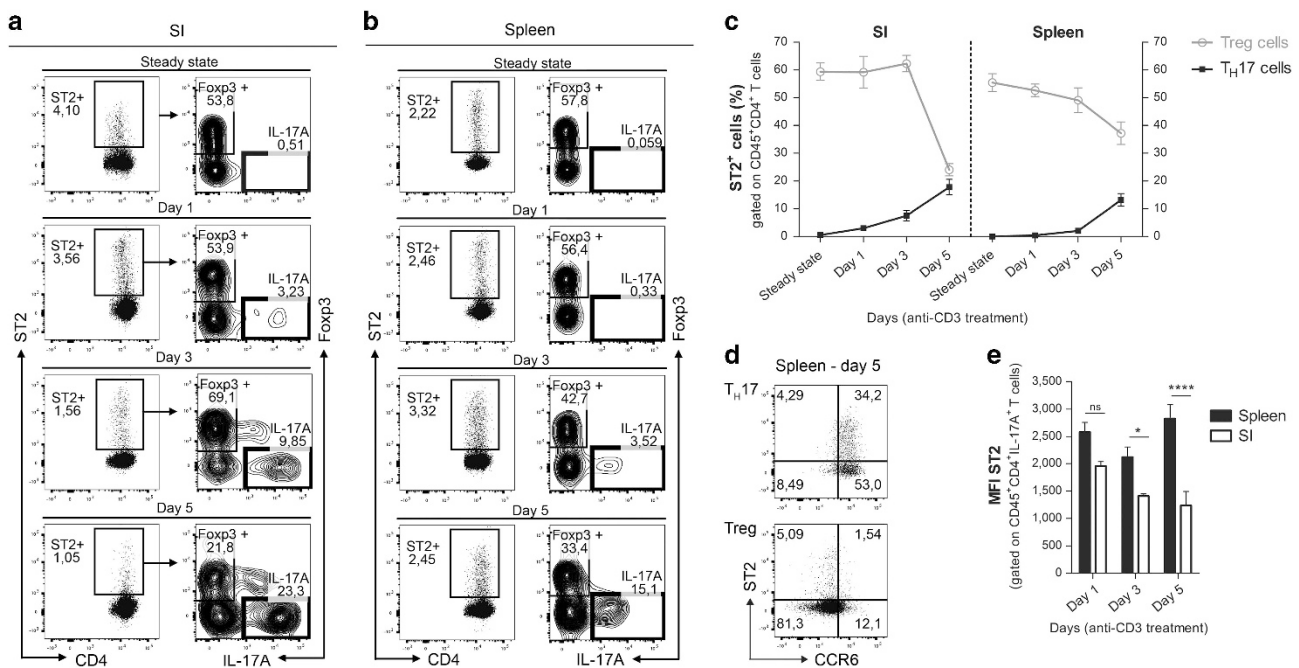 a
SI
Steady state
ST2+
4,10
Foxp3 +
53,8
IL-17A
0,51
Day 1
ST2+
3,56
Foxp3 +
53,9
IL-17A
3,23
Day 3
ST2+
1,56
Foxp3 +
69,1
IL-17A
9,85
Day 5
ST2+
1,05
Foxp3 +
21,8
IL-17A
23,3
ST2
Foxp3
CD4
IL-17A
b
Spleen
Steady state
ST2+
2,22
Foxp3 +
57,8
IL-17A
0,059
Day 1
ST2+
2,46
Foxp3 +
56,4
IL-17A
0,33
Day 3
ST2+
3,32
Foxp3 +
42,7
IL-17A
3,52
Day 5
ST2+
2,45
Foxp3 +
33,4
IL-17A
15,1
ST2
Foxp3
CD4
IL-17A
c
SI
Spleen
Treg cells
TH17 cells
ST2+ cells (%)
gated on CD45+CD4+ T cells
70
60
50
40
30
20
10
0
70
60
50
40
30
20
10
0
Steady state
Day 1
Day 3
Day 5
Steady state
Day 1
Day 3
Day 5
Days (anti-CD3 treatment)
d
Spleen - day 5
TH17
4,29
34,2
8,49
53,0
Treg
5,09
1,54
81,3
12,1
ST2
CCR6
e
MFI ST2
(gated on CD45+CD4+IL-17A+ T cells)
3,500
3,000
2,500
2,000
1,500
1,000
500
0
ns
*
****
Spleen
SI
Day 1
Day 3
Day 5
Days (anti-CD3 treatment)